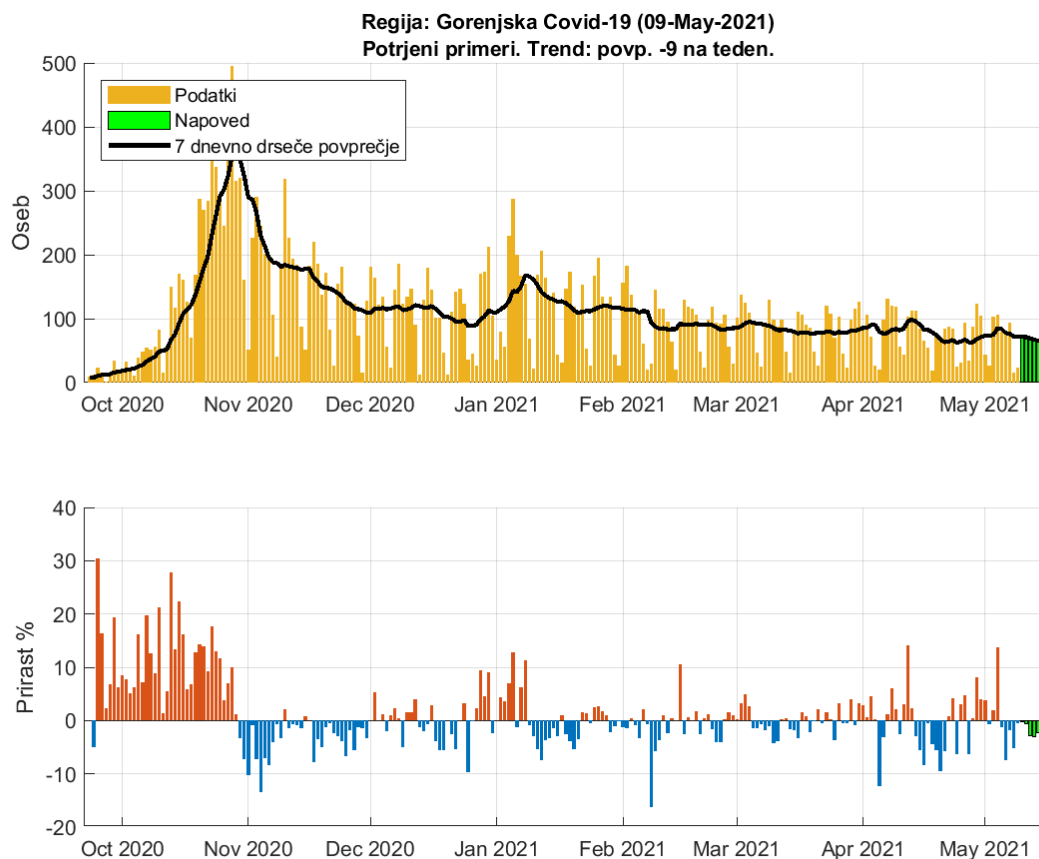 Regija: Gorenjska Covid-19 (09-May-2021)
Potrjeni primeri. Trend: povp. -9 na teden.
500
400
300
200
100
0
Oseb
Podatki
Napoved
7 dnevno drseče povprečje
Oct 2020 Nov 2020 Dec 2020 Jan 2021 Feb 2021 Mar 2021 Apr 2021 May 2021
40
30
20
10
0
-10
-20
Prirast %
Oct 2020 Nov 2020 Dec 2020 Jan 2021 Feb 2021 Mar 2021 Apr 2021 May 2021